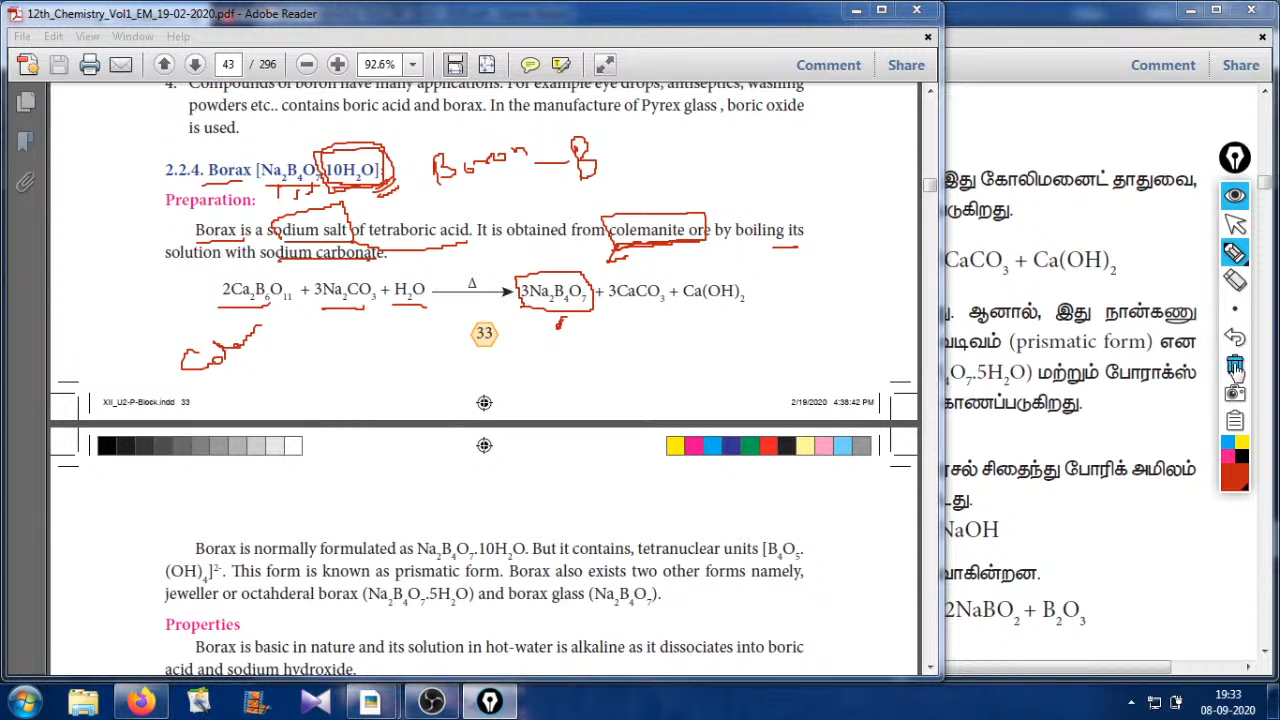 12th_Chemistry_Vol1_EM_19-02-2020.pdf - Adobe Reader
File Edit View Window Help
43 / 296 92.6% Comment Share
Comment Share
4. Compounds of boron have many applications. For example eye drops, antiseptics, washing
powders etc.. contains boric acid and borax. In the manufacture of Pyrex glass , boric oxide
is used.
2.2.4. Borax [Na₂B₄O₇.10H₂O]:
Boron — B
Preparation:
Borax is a sodium salt of tetraboric acid. It is obtained from colemanite ore by boiling its
solution with sodium carbonate.
2Ca₂B₆O₁₁ + 3Na₂CO₃ + H₂O —Δ→ 3Na₂B₄O₇ + 3CaCO₃ + Ca(OH)₂
33
XII_U2-P-Block.indd 33 2/19/2020 4:38:42 PM
Borax is normally formulated as Na₂B₄O₇.10H₂O. But it contains, tetranuclear units [B₄O₅.
(OH)₄]²⁻. This form is known as prismatic form. Borax also exists two other forms namely,
jeweller or octahderal borax (Na₂B₄O₇.5H₂O) and borax glass (Na₂B₄O₇).
Properties
Borax is basic in nature and its solution in hot-water is alkaline as it dissociates into boric
acid and sodium hydroxide.
இது கோலிமனைட் தாதுவை,
படுகிறது.
CaCO₃ + Ca(OH)₂
து. ஆனால், இது நான்கணு
வடிவம் (prismatic form) என
₄O₇.5H₂O) மற்றும் போராக்ஸ்
காணப்படுகிறது.
ரசல் சிதைந்து போரிக் அமிலம்
டது.
NaOH
வாகின்றன.
2NaBO₂ + B₂O₃
19:33
08-09-2020